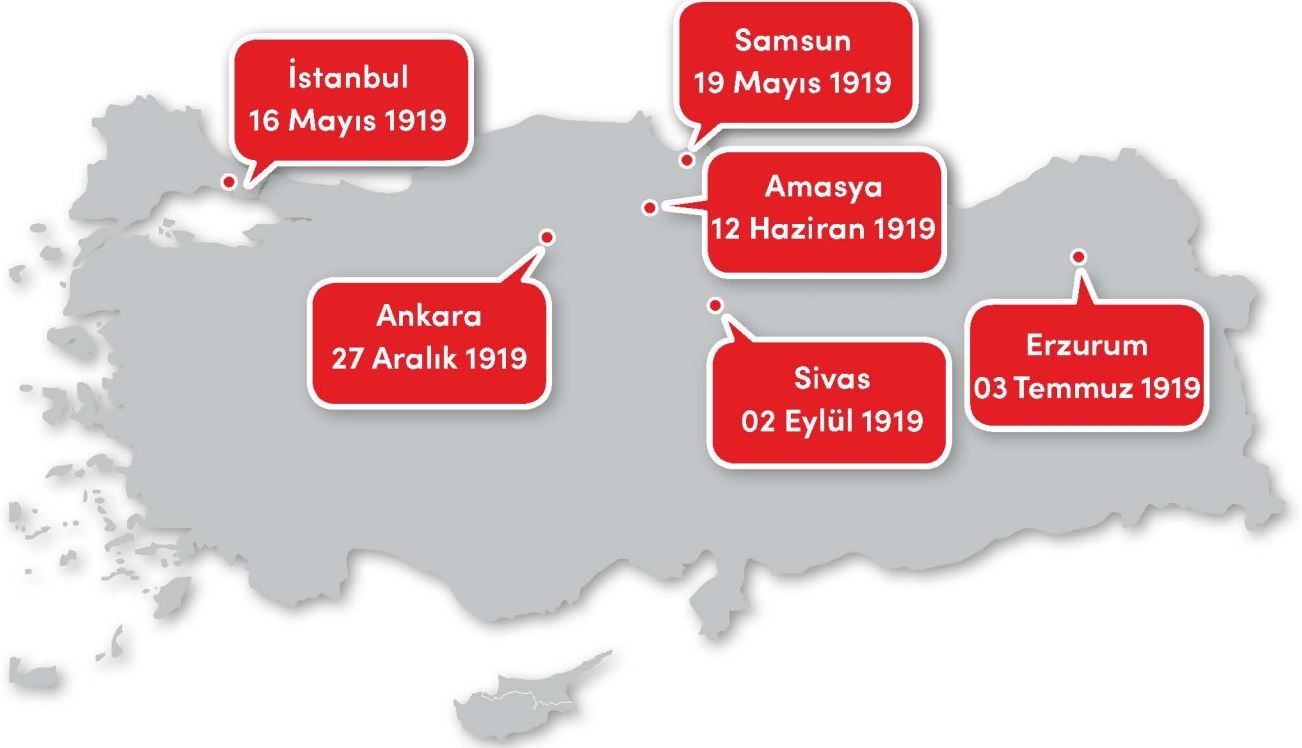 İstanbul
16 Mayıs 1919
Samsun
19 Mayıs 1919
Amasya
12 Haziran 1919
Ankara
27 Aralık 1919
Sivas
02 Eylül 1919
Erzurum
03 Temmuz 1919